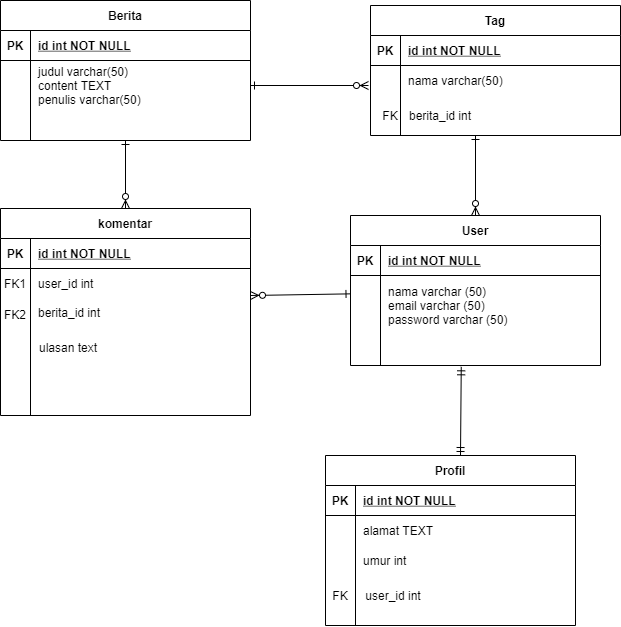 Berita
PK id int NOT NULL
judul varchar(50)
content TEXT
penulis varchar(50)
Tag
PK id int NOT NULL
nama varchar(50)
FK berita_id int
komentar
PK id int NOT NULL
FK1 user_id int
FK2 berita_id int
ulasan text
User
PK id int NOT NULL
nama varchar (50)
email varchar (50)
password varchar (50)
Profil
PK id int NOT NULL
alamat TEXT
umur int
FK user_id int